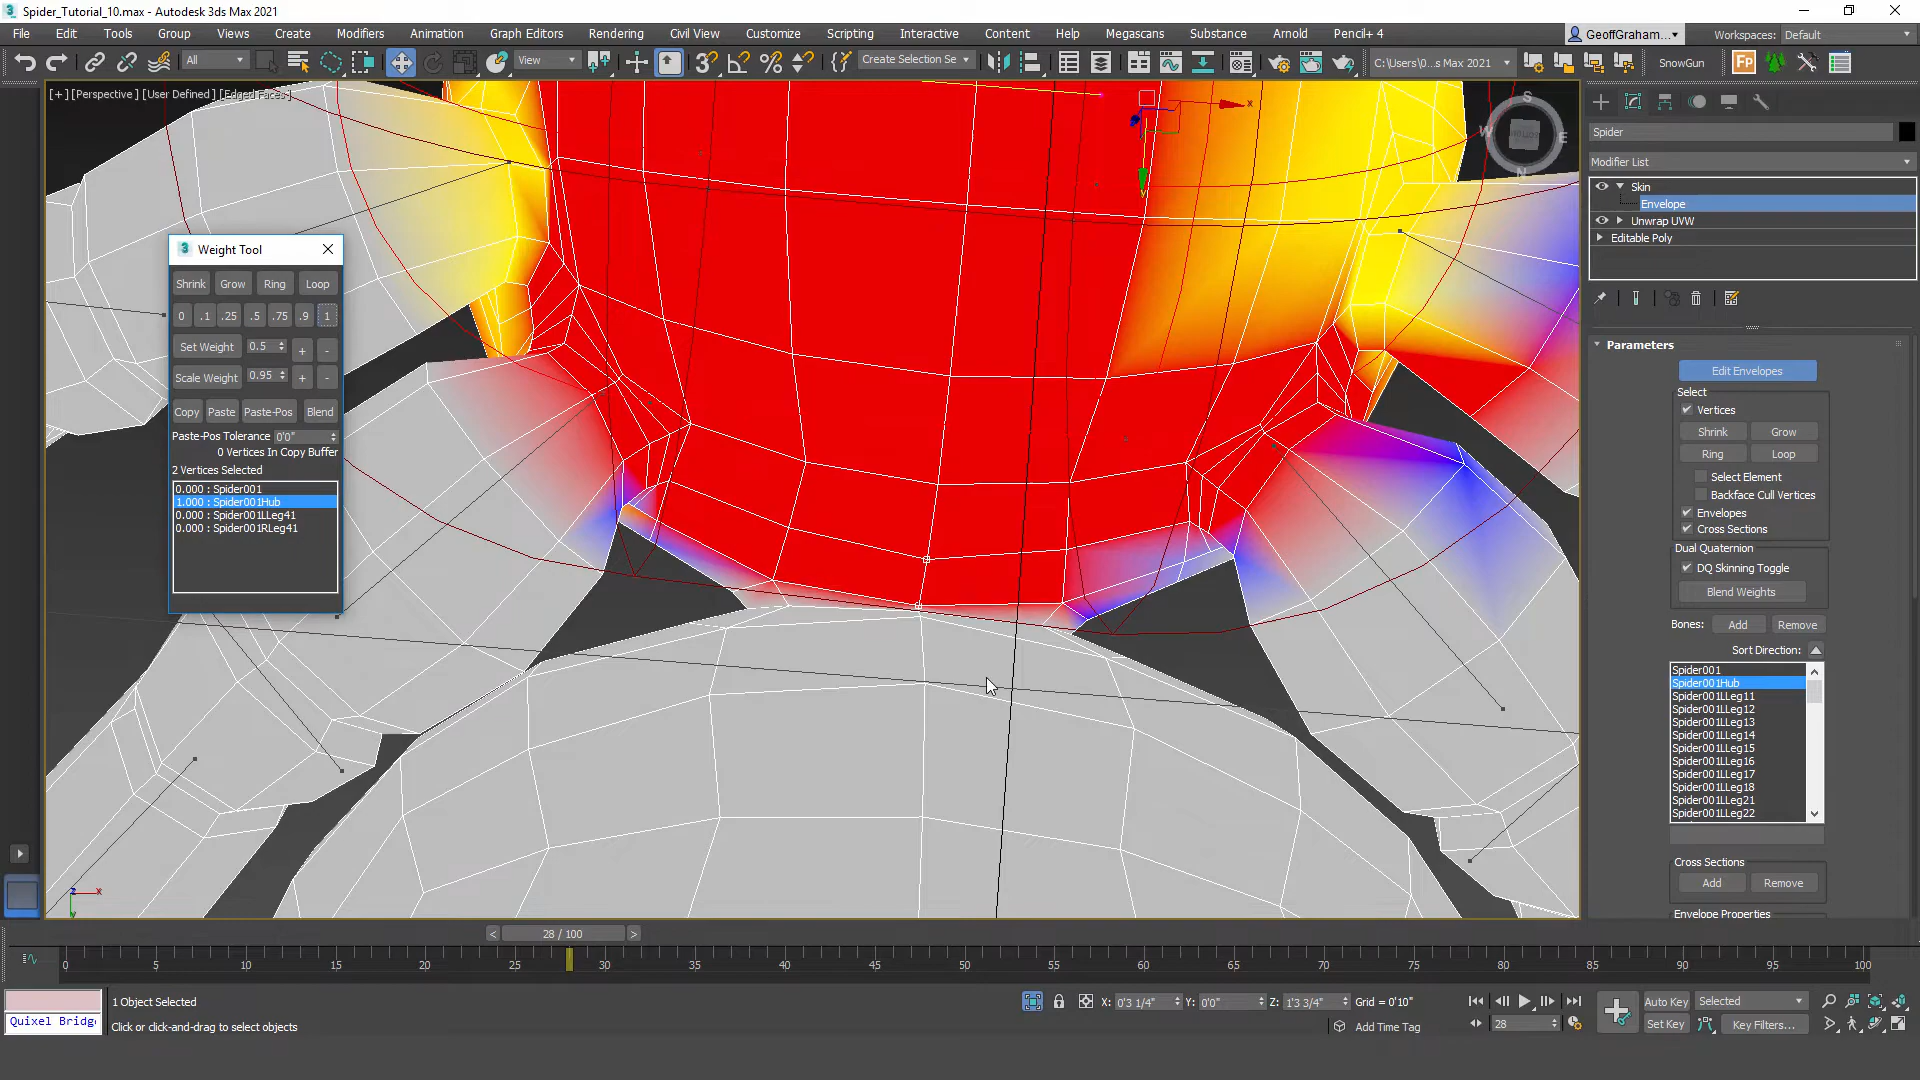 Spider_Tutorial_10.max - Autodesk 3ds Max 2021
File Edit Tools Group Views Create Modifiers Animation Graph Editors Rendering Civil View Customize Scripting Interactive Content Help Megascans Substance Arnold Pencil+ 4 GeoffGraham... Workspaces: Default
All View Create Selection Se C:\Users\0...s Max 2021 SnowGun
[+] [Perspective] [User Defined] [Edged Faces]
Spider
Modifier List
Skin
Envelope
Unwrap UVW
Editable Poly
Weight Tool
Shrink Grow Ring Loop
0 .1 .25 .5 .75 .9 1
Set Weight 0.5 + -
Scale Weight 0.95 + -
Copy Paste Paste-Pos Blend
Paste-Pos Tolerance 0'0"
0 Vertices In Copy Buffer
2 Vertices Selected
0.000 : Spider001
1.000 : Spider001Hub
0.000 : Spider001LLeg41
0.000 : Spider001RLeg41
Parameters
Edit Envelopes
Select
Vertices
Shrink Grow
Ring Loop
Select Element
Backface Cull Vertices
Envelopes
Cross Sections
Dual Quaternion
DQ Skinning Toggle
Blend Weights
Bones: Add Remove
Sort Direction:
Spider001
Spider001Hub
Spider001LLeg11
Spider001LLeg12
Spider001LLeg13
Spider001LLeg14
Spider001LLeg15
Spider001LLeg16
Spider001LLeg17
Spider001LLeg18
Spider001LLeg21
Spider001LLeg22
Cross Sections
Add Remove
Envelope Properties
< 28 / 100 >
0 5 10 15 20 25 30 35 40 45 50 55 60 65 70 75 80 85 90 95 100
1 Object Selected X: 0'3 1/4" Y: 0'0" Z: 1'3 3/4" Grid = 0'10" Auto Key Selected
Quixel Bridg Click or click-and-drag to select objects Add Time Tag 28 Set Key Key Filters...